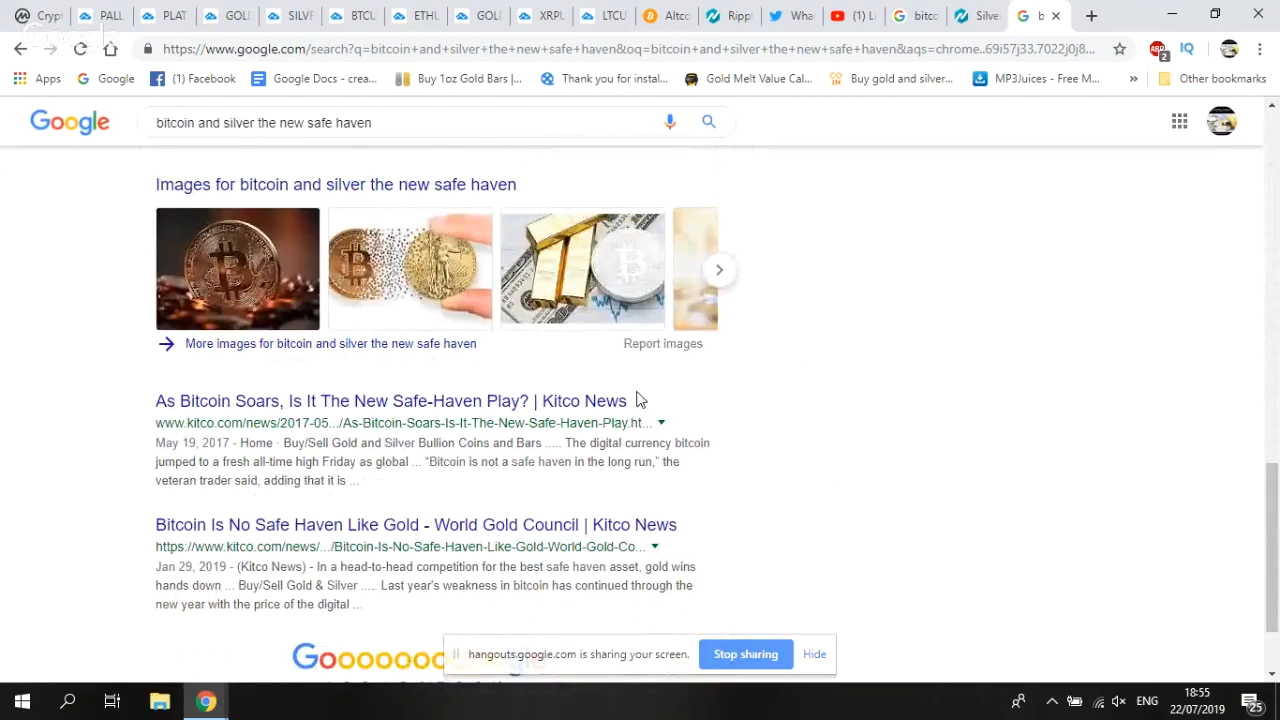 Crypt
PALL
PLAT
GOLD
SILVF
BTCU
ETHU
GOLD
XRPU
LTCU
Altco
Rippl
Wha
(1) L
bitco
Silve
b
https://www.google.com/search?q=bitcoin+and+silver+the+new+safe+haven&oq=bitcoin+and+silver+the+new+safe+haven&aqs=chrome..69i57j33.7022j0j8...
2
IQ
Apps
Google
(1) Facebook
Google Docs - crea...
Buy 1oz Gold Bars |...
Thank you for instal...
Gold Melt Value Cal...
Buy gold and silver...
MP3Juices - Free M...
»
Other bookmarks
Google
bitcoin and silver the new safe haven
Images for bitcoin and silver the new safe haven
More images for bitcoin and silver the new safe haven
Report images
As Bitcoin Soars, Is It The New Safe-Haven Play? | Kitco News
www.kitco.com/news/2017-05.../As-Bitcoin-Soars-Is-It-The-New-Safe-Haven-Play.ht...
May 19, 2017 - Home · Buy/Sell Gold and Silver Bullion Coins and Bars ..... The digital currency bitcoin
jumped to a fresh all-time high Friday as global ... “Bitcoin is not a safe haven in the long run,” the
veteran trader said, adding that it is ...
Bitcoin Is No Safe Haven Like Gold - World Gold Council | Kitco News
https://www.kitco.com/news/.../Bitcoin-Is-No-Safe-Haven-Like-Gold-World-Gold-Co...
Jan 29, 2019 - (Kitco News) - In a head-to-head competition for the best safe haven asset, gold wins
hands down ... Buy/Sell Gold & Silver ..... Last year's weakness in bitcoin has continued through the
new year with the price of the digital ...
hangouts.google.com is sharing your screen.
Stop sharing
Hide
ENG
18:55
22/07/2019
25